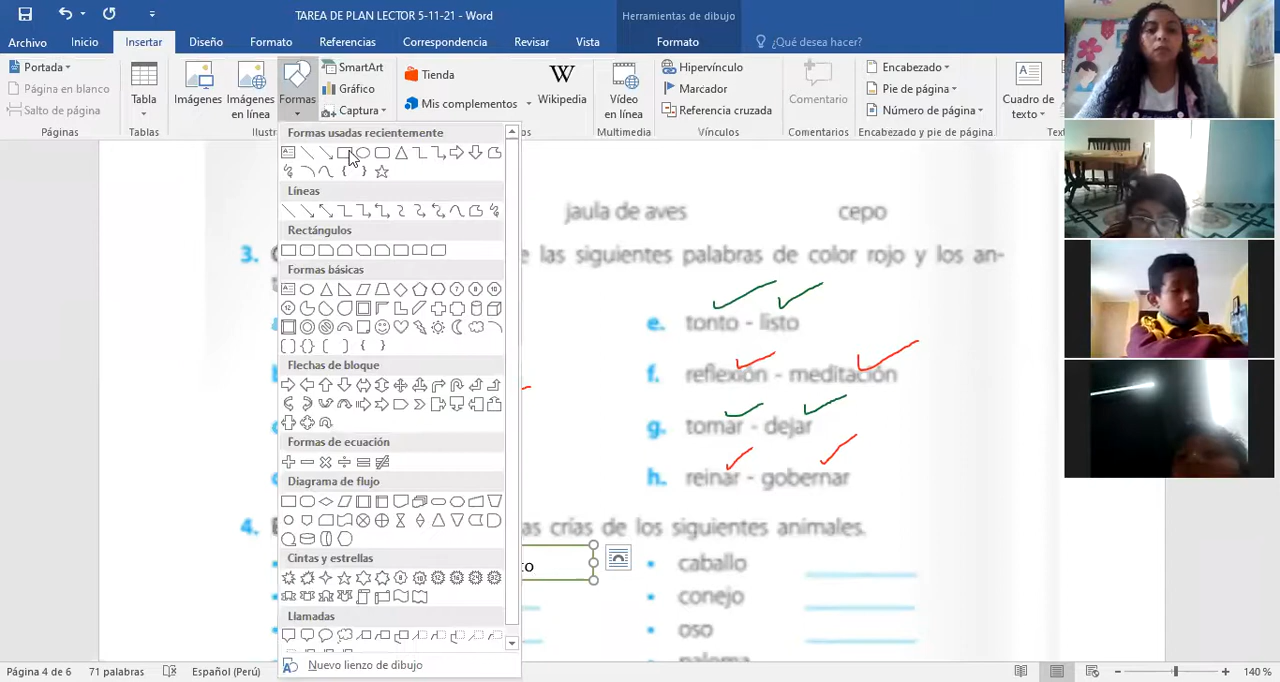 TAREA DE PLAN LECTOR 5-11-21 - Word
Herramientas de dibujo
Archivo Inicio Insertar Diseño Formato Referencias Correspondencia Revisar Vista Formato ¿Qué desea hacer?
Portada
Página en blanco
Salto de página
Páginas
Tabla
Tablas
Imágenes
Imágenes en línea
Formas
SmartArt
Gráfico
Captura
Ilustr
Tienda
Mis complementos
Wikipedia
Vídeo en línea
Multimedia
Hipervínculo
Marcador
Referencia cruzada
Vínculos
Comentario
Comentarios
Encabezado
Pie de página
Número de página
Encabezado y pie de página
Cuadro de texto
Formas usadas recientemente
Líneas
Rectángulos
Formas básicas
Flechas de bloque
Formas de ecuación
Diagrama de flujo
Cintas y estrellas
Llamadas
Nuevo lienzo de dibujo
jaula de aves cepo
3. e las siguientes palabras de color rojo y los an-
e. tonto - listo
f. reflexión - meditación
g. tomar - dejar
h. reinar - gobernar
4. as crías de los siguientes animales.
to
• caballo
• conejo
• oso
paloma
Página 4 de 6 71 palabras Español (Perú) 140 %